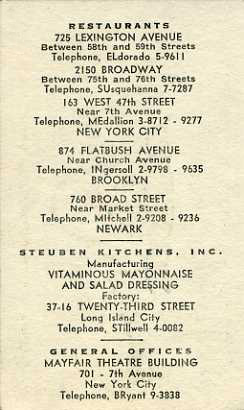 RESTAURANTS
725 LEXINGTON AVENUE
Between 58th and 59th Streets
Telephone, ELdorado 5-9611
2150 BROADWAY
Between 75th and 76th Streets
Telephone, SUsquehanna 7-7287
163 WEST 47th STREET
Near 7th Avenue
Telephone, MEdallion 3-8712 - 9277
NEW YORK CITY
874 FLATBUSH AVENUE
Near Church Avenue
Telephone, INgersoll 2-9798 - 9635
BROOKLYN
760 BROAD STREET
Near Market Street
Telephone, MItchell 2-9208 - 9236
NEWARK
STEUBEN KITCHENS, INC.
Manufacturing
VITAMINOUS MAYONNAISE
AND SALAD DRESSING
Factory:
37-16 TWENTY-THIRD STREET
Long Island City
Telephone, STillwell 4-0082
GENERAL OFFICES
MAYFAIR THEATRE BUILDING
701 - 7th Avenue
New York City
Telephone, BRyant 9-3838